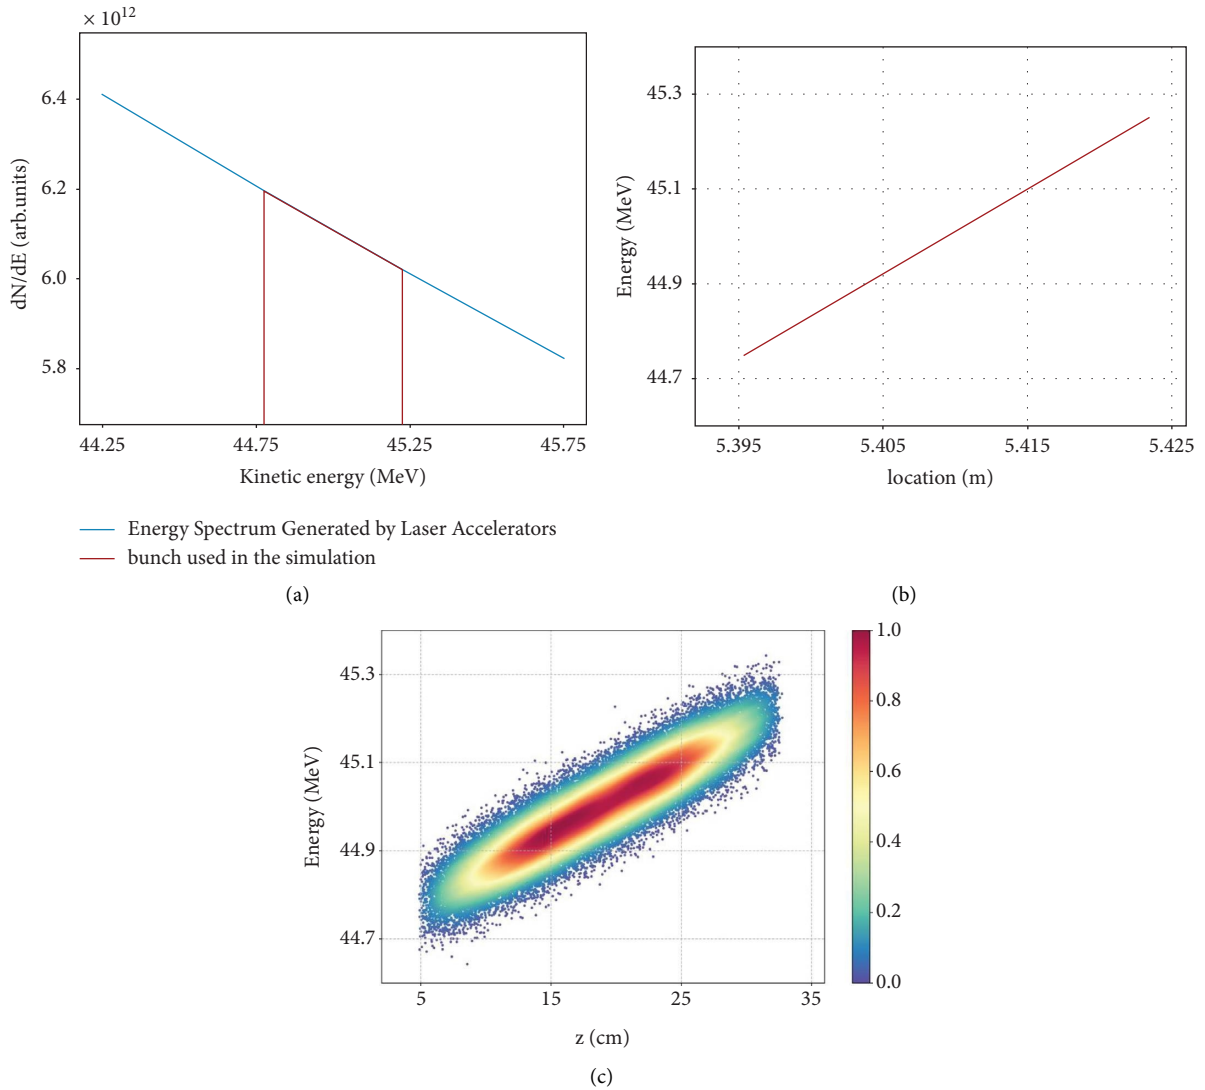 × 10¹²
6.4
6.2
6.0
5.8
dN/dE (arb.units)
44.25 44.75 45.25 45.75
Kinetic energy (MeV)
Energy Spectrum Generated by Laser Accelerators
bunch used in the simulation
(a)
45.3
45.1
44.9
44.7
Energy (MeV)
5.395 5.405 5.415 5.425
location (m)
(b)
45.3
45.1
44.9
44.7
Energy (MeV)
5 15 25 35
z (cm)
1.0
0.8
0.6
0.4
0.2
0.0
(c)